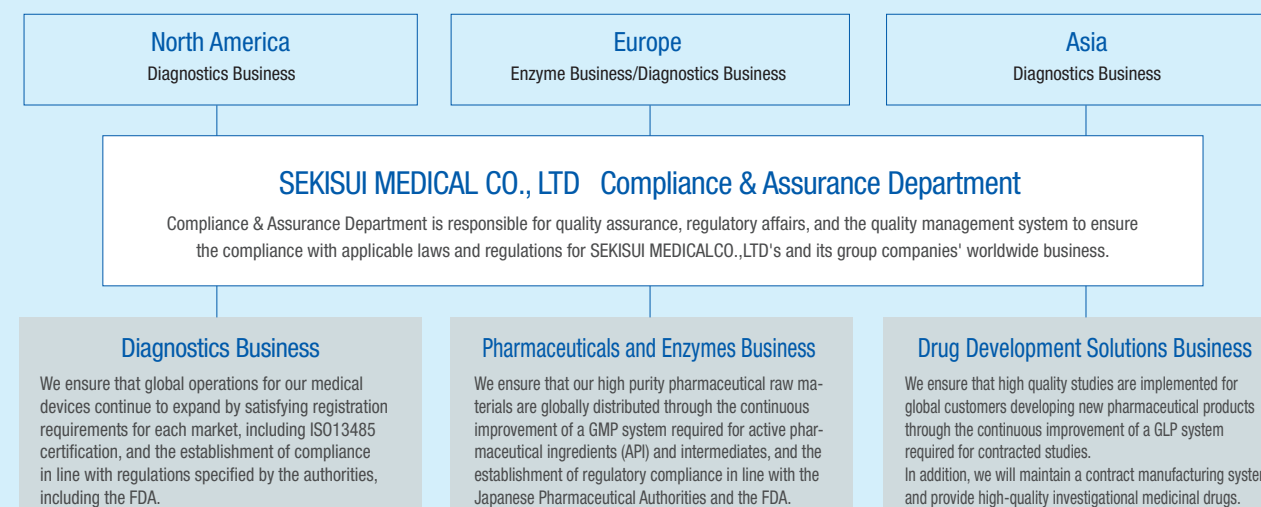 North America
Diagnostics Business
Europe
Enzyme Business/Diagnostics Business
Asia
Diagnostics Business
SEKISUI MEDICAL CO., LTD Compliance & Assurance Department
Compliance & Assurance Department is responsible for quality assurance, regulatory affairs, and the quality management system to ensure
the compliance with applicable laws and regulations for SEKISUI MEDICALCO.,LTD's and its group companies' worldwide business.
Diagnostics Business
We ensure that global operations for our medical
devices continue to expand by satisfying registration
requirements for each market, including ISO13485
certification, and the establishment of compliance
in line with regulations specified by the authorities,
including the FDA.
Pharmaceuticals and Enzymes Business
We ensure that our high purity pharmaceutical raw ma-
terials are globally distributed through the continuous
improvement of a GMP system required for active phar-
maceutical ingredients (API) and intermediates, and the
establishment of regulatory compliance in line with the
Japanese Pharmaceutical Authorities and the FDA.
Drug Development Solutions Business
We ensure that high quality studies are implemented for
global customers developing new pharmaceutical products
through the continuous improvement of a GLP system
required for contracted studies.
In addition, we will maintain a contract manufacturing system
and provide high-quality investigational medicinal drugs.